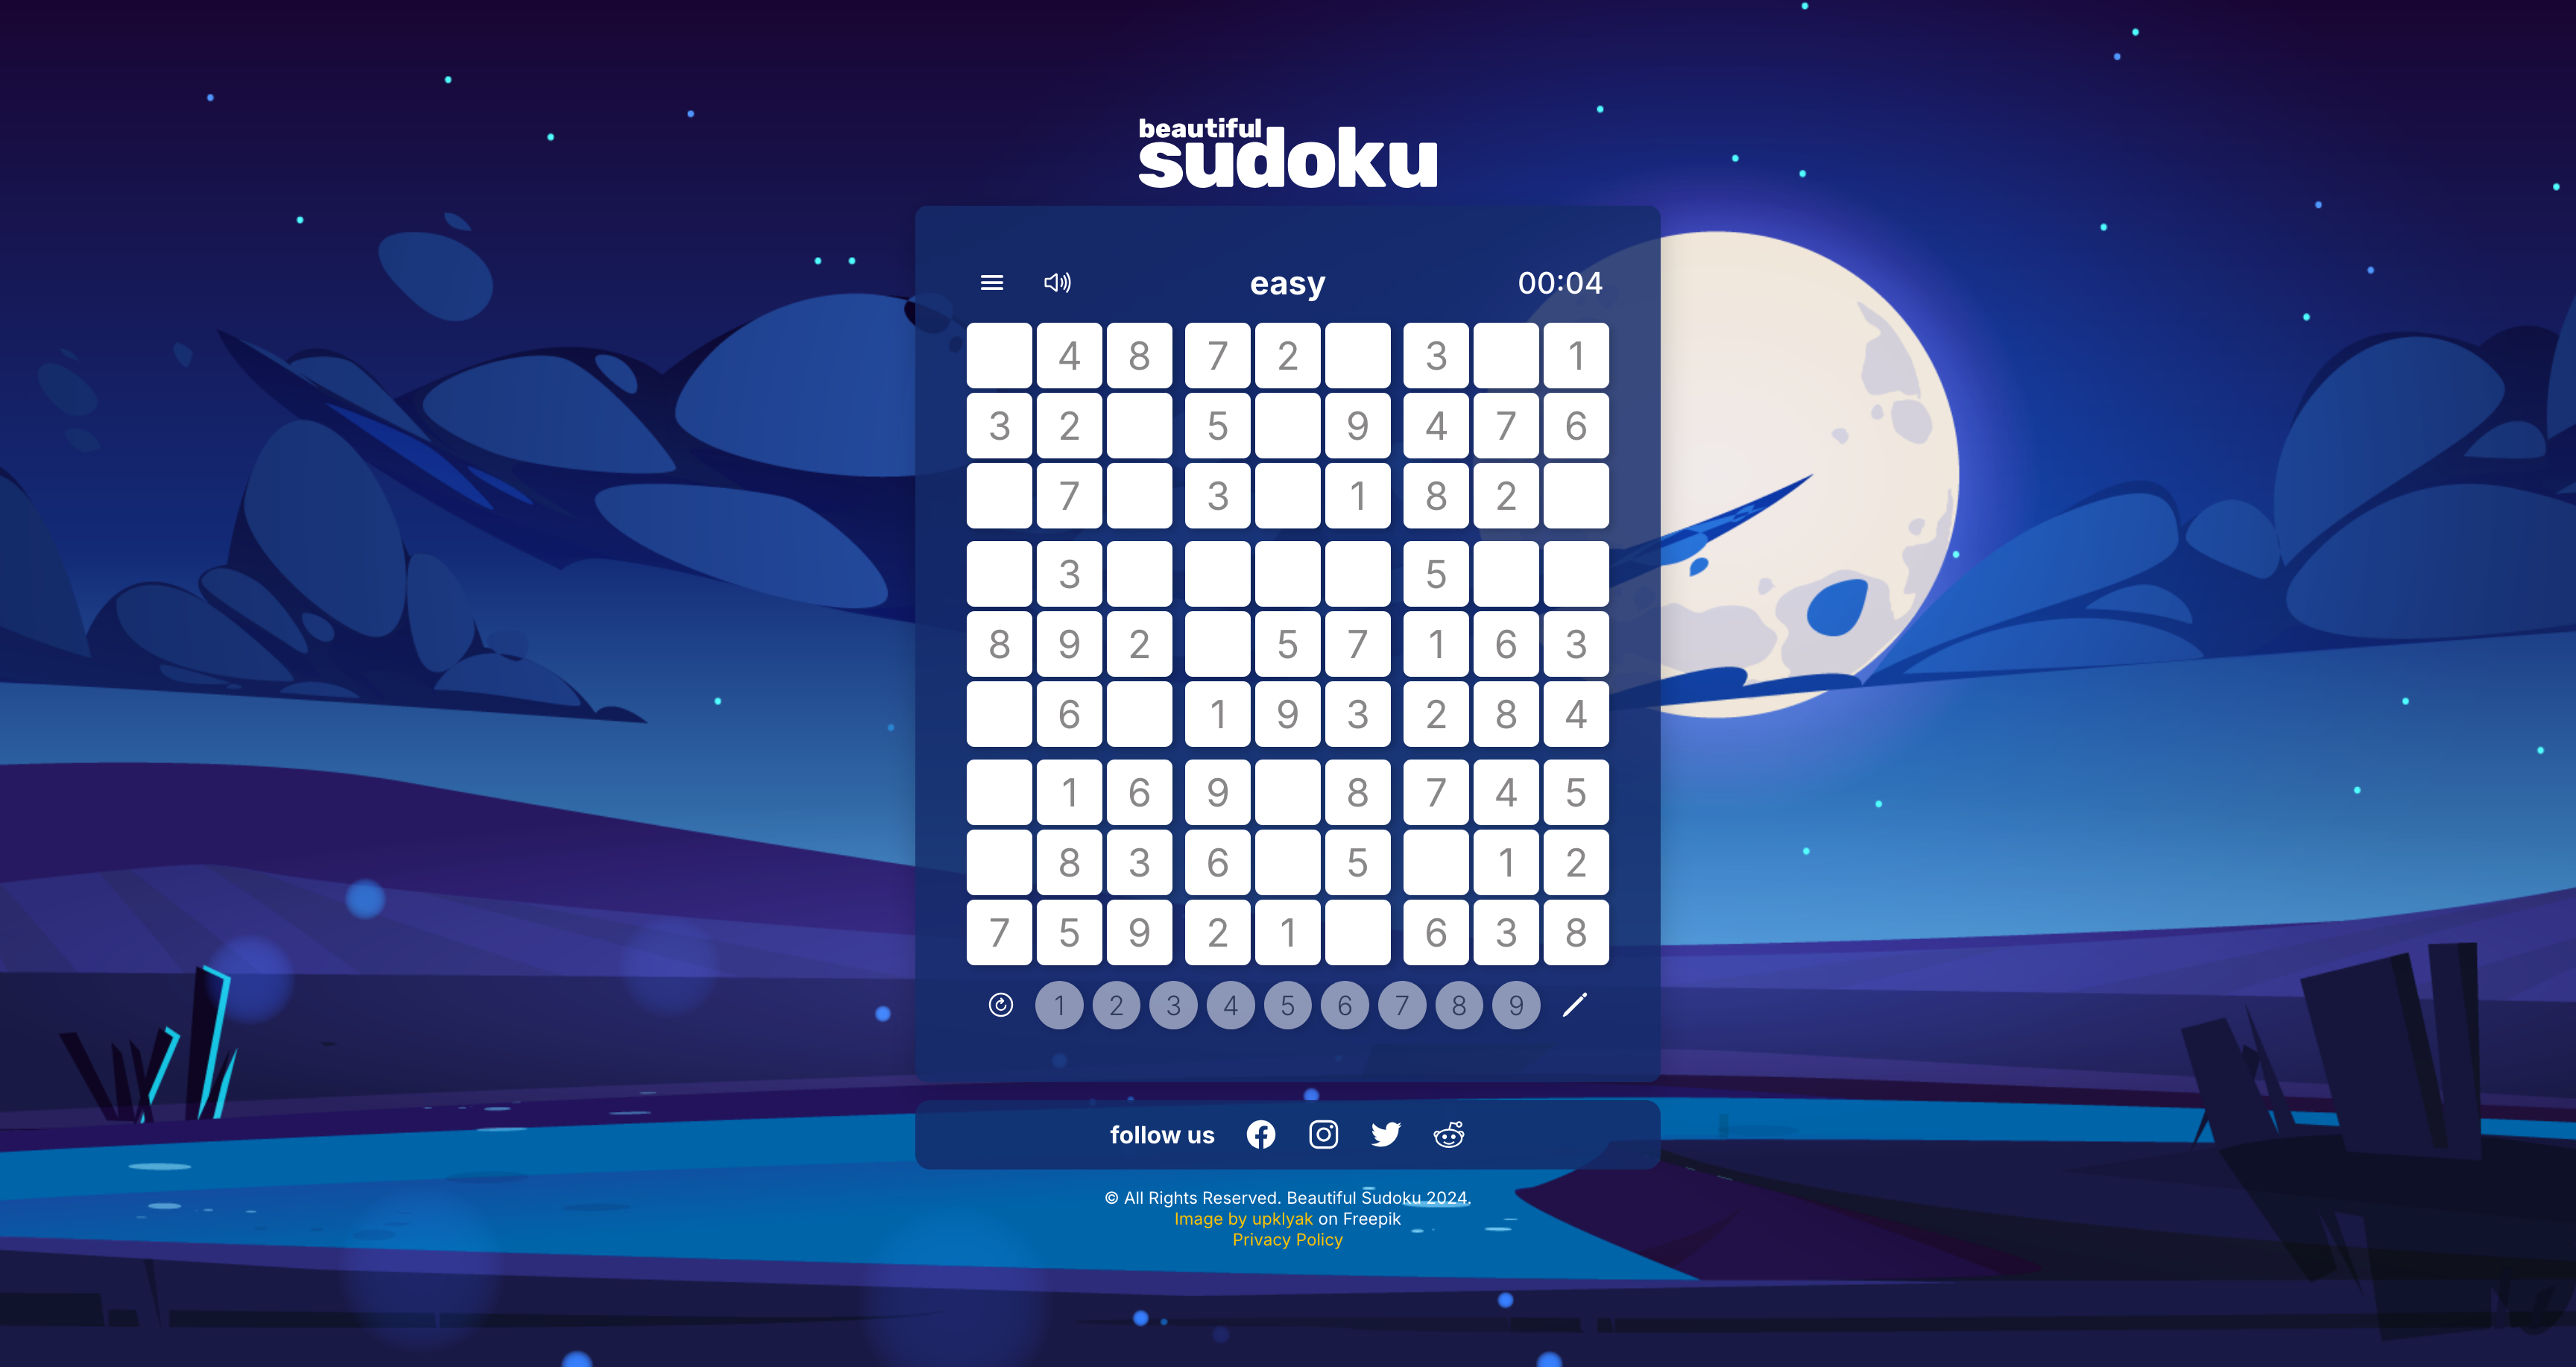 beautiful
sudoku
easy 00:04
4 8 7 2 3 1
3 2 5 9 4 7 6
7 3 1 8 2
3 5
8 9 2 5 7 1 6 3
6 1 9 3 2 8 4
1 6 9 8 7 4 5
8 3 6 5 1 2
7 5 9 2 1 6 3 8
1 2 3 4 5 6 7 8 9
follow us
© All Rights Reserved. Beautiful Sudoku 2024.
Image by upklyak on Freepik
Privacy Policy